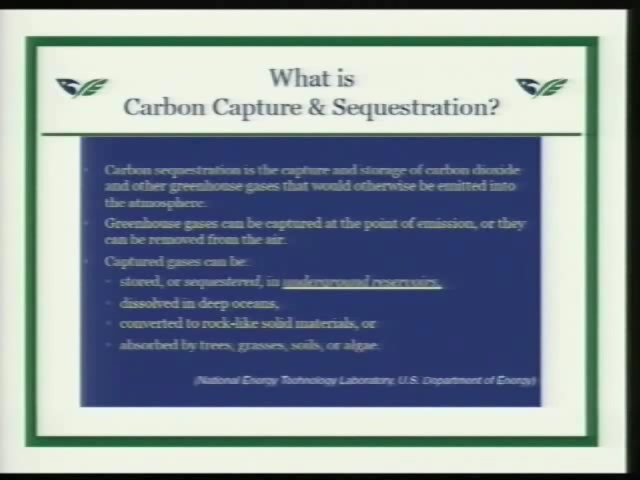 What is
Carbon Capture & Sequestration?
Carbon sequestration is the capture and storage of carbon dioxide
and other greenhouse gases that would otherwise be emitted into
the atmosphere.
Greenhouse gases can be captured at the point of emission, or they
can be removed from the air.
Captured gases can be:
stored, or sequestered, in underground reservoirs,
dissolved in deep oceans,
converted to rock-like solid materials, or
absorbed by trees, grasses, soils, or algae.
(National Energy Technology Laboratory, U.S. Department of Energy)